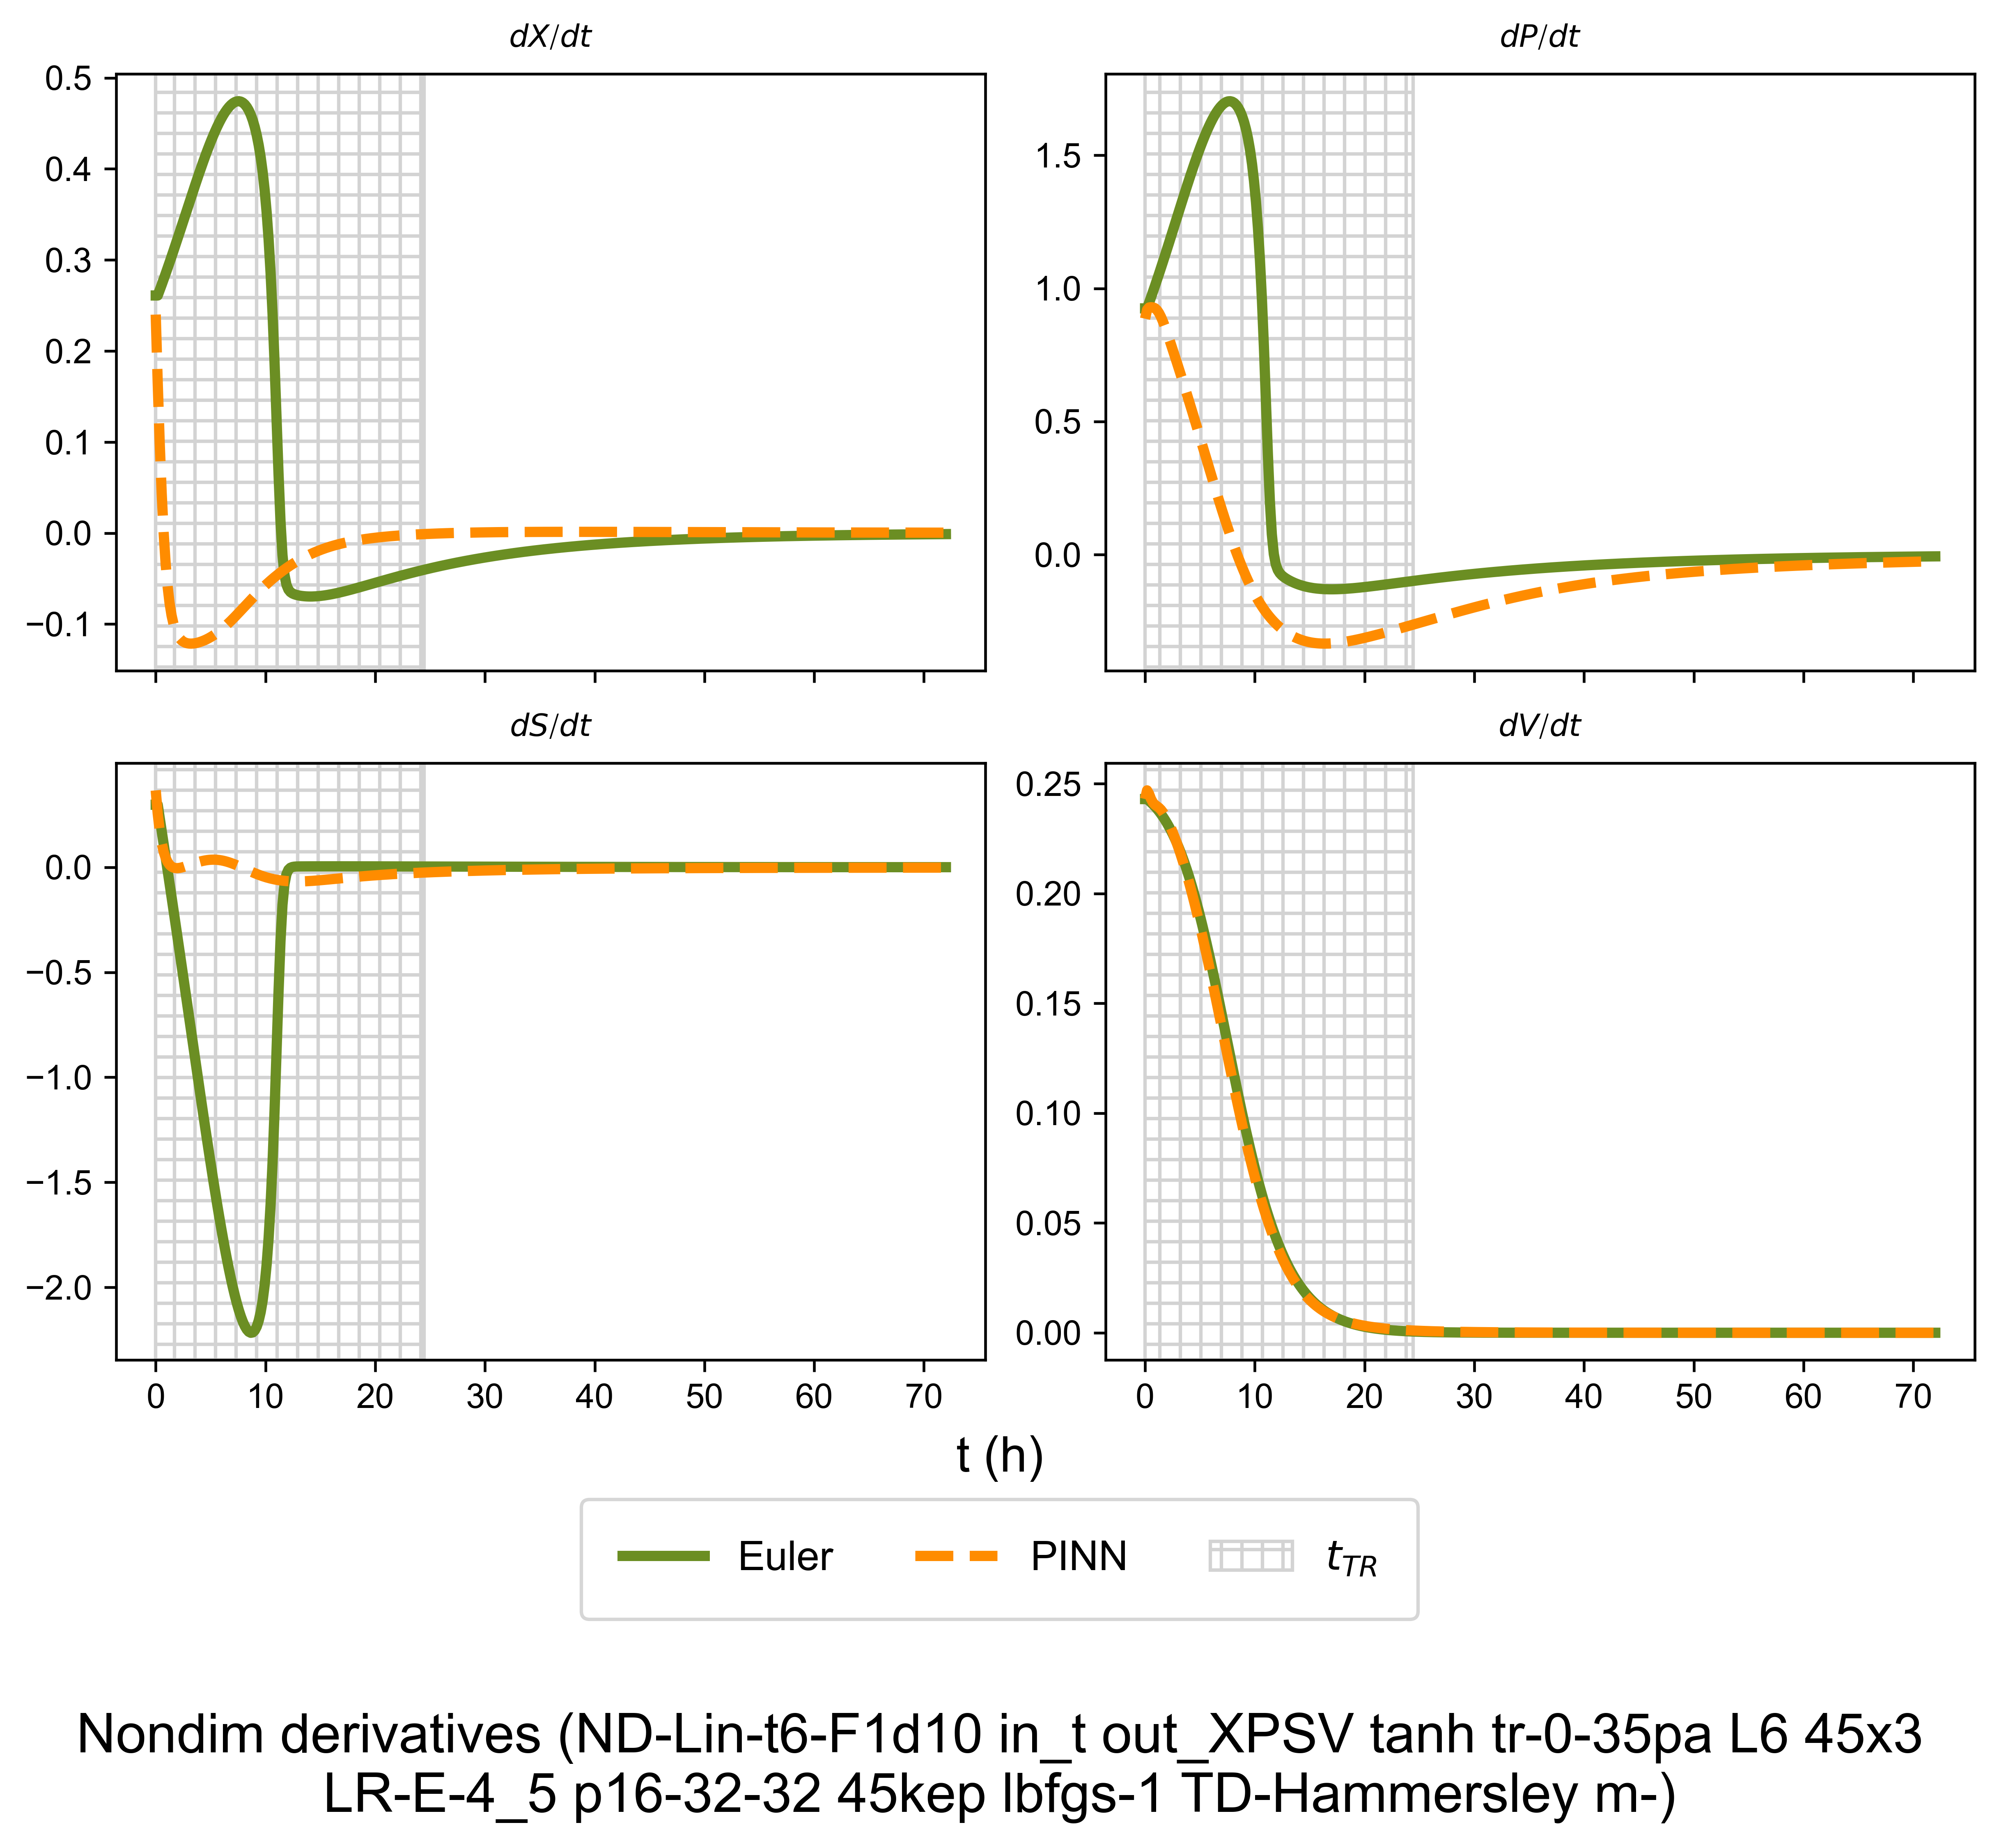 dX/dt
dP/dt
0.5
0.4
0.3
0.2
0.1
0.0
−0.1
1.5
1.0
0.5
0.0
dS/dt
dV/dt
0.0
−0.5
−1.0
−1.5
−2.0
0 10 20 30 40 50 60 70
0.25
0.20
0.15
0.10
0.05
0.00
0 10 20 30 40 50 60 70
t (h)
Euler PINN t_TR
Nondim derivatives (ND-Lin-t6-F1d10 in_t out_XPSV tanh tr-0-35pa L6 45x3
LR-E-4_5 p16-32-32 45kep lbfgs-1 TD-Hammersley m-)